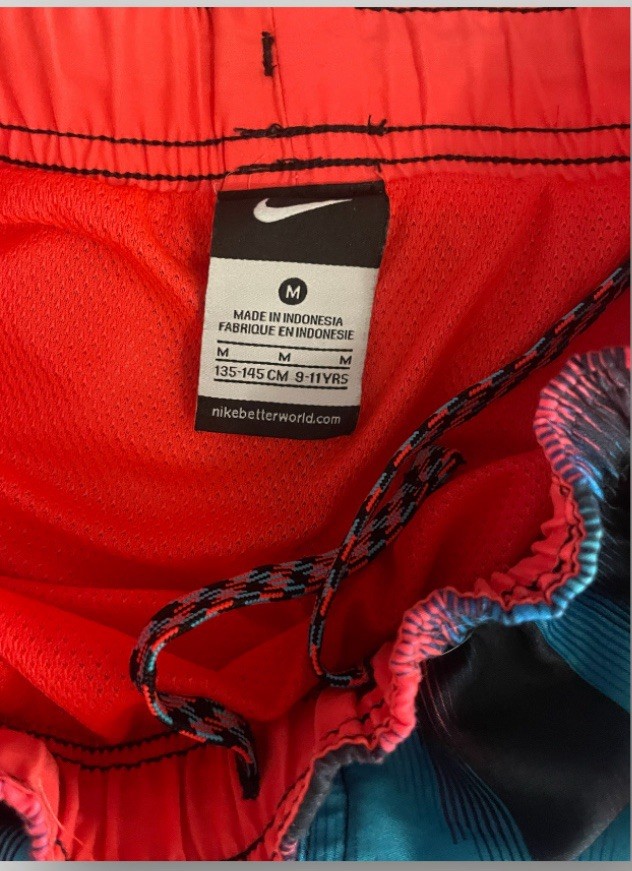 M
MADE IN INDONESIA
FABRIQUE EN INDONESIE
M M M
135-145 CM 9-11YRS
nikebetterworld.com